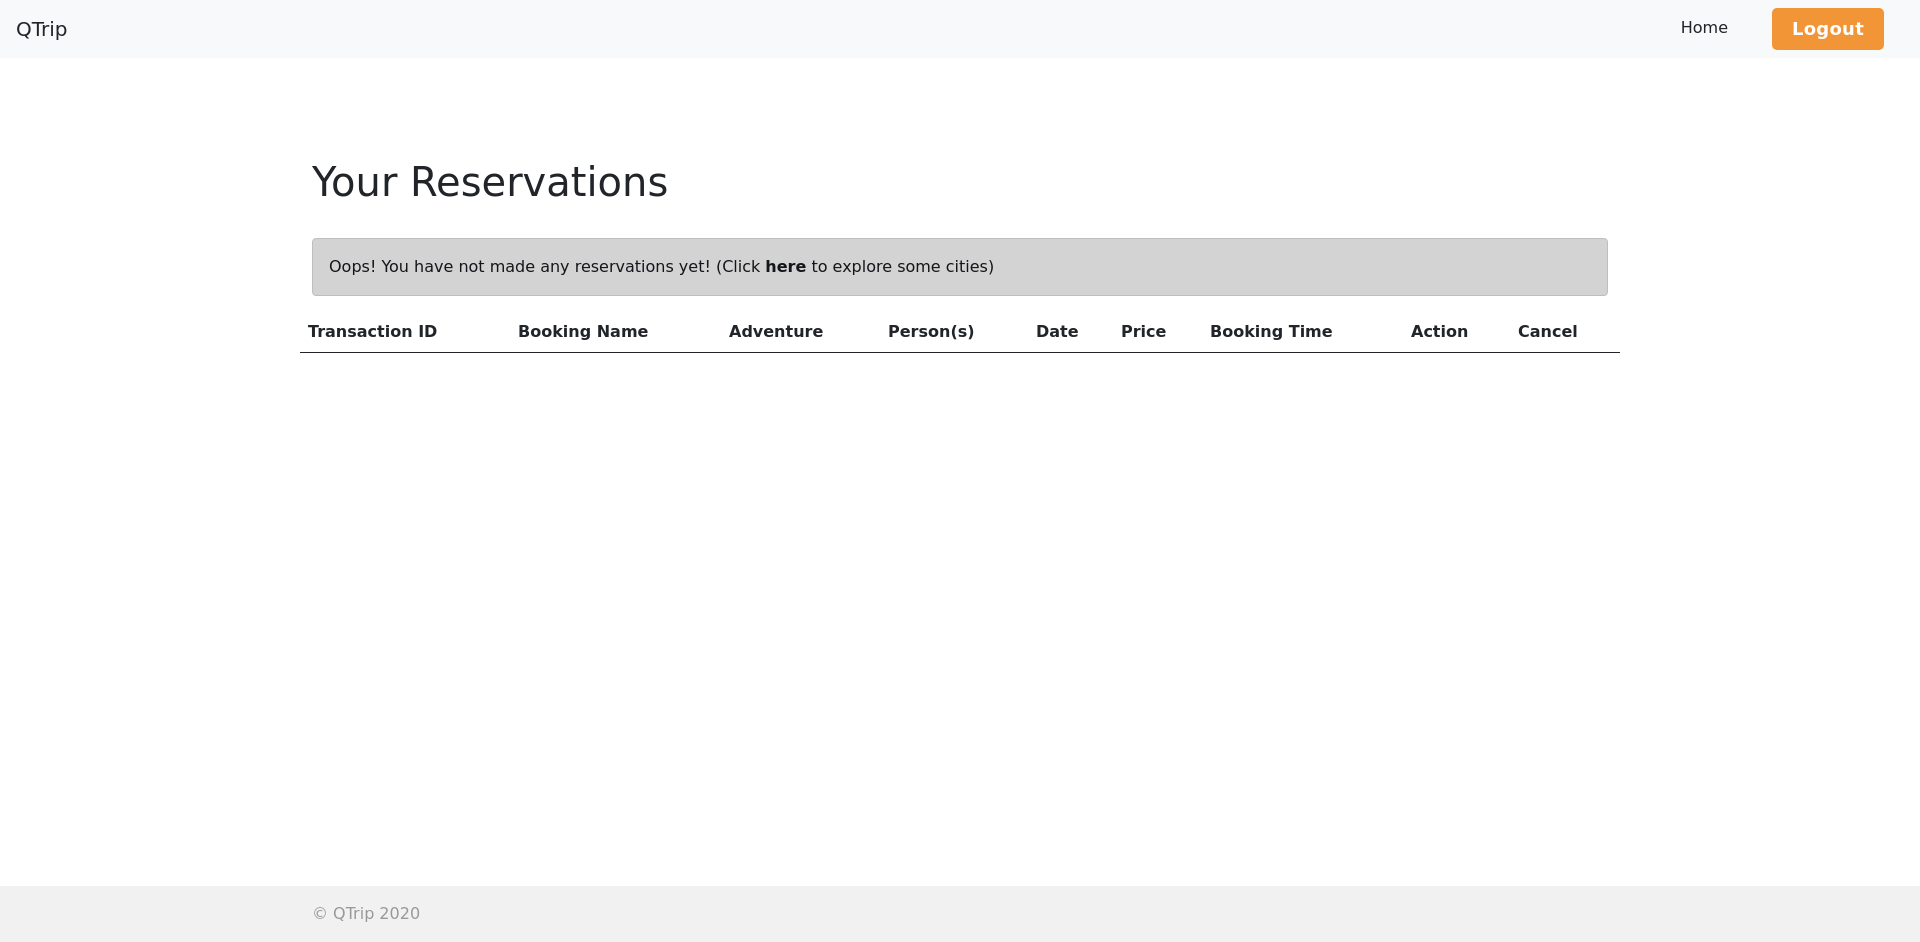 QTrip
Home
Logout
Your Reservations
Oops! You have not made any reservations yet! (Click here to explore some cities)
Transaction ID Booking Name Adventure Person(s) Date Price Booking Time Action Cancel
© QTrip 2020